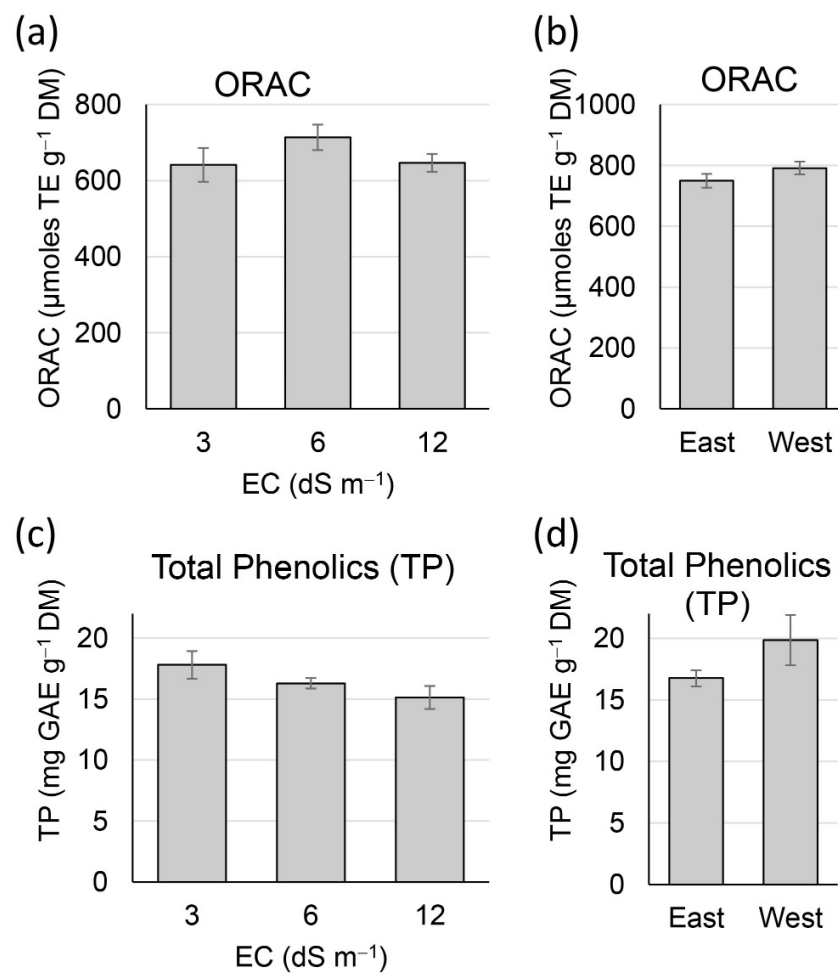 (a)
ORAC
ORAC (µmoles TE g⁻¹ DM)
800
600
400
200
0
3 6 12
EC (dS m⁻¹)
(b)
ORAC
ORAC (µmoles TE g⁻¹ DM)
1000
800
600
400
200
0
East West
(c)
Total Phenolics (TP)
TP (mg GAE g⁻¹ DM)
20
15
10
5
0
3 6 12
EC (dS m⁻¹)
(d)
Total Phenolics
(TP)
TP (mg GAE g⁻¹ DM)
20
15
10
5
0
East West